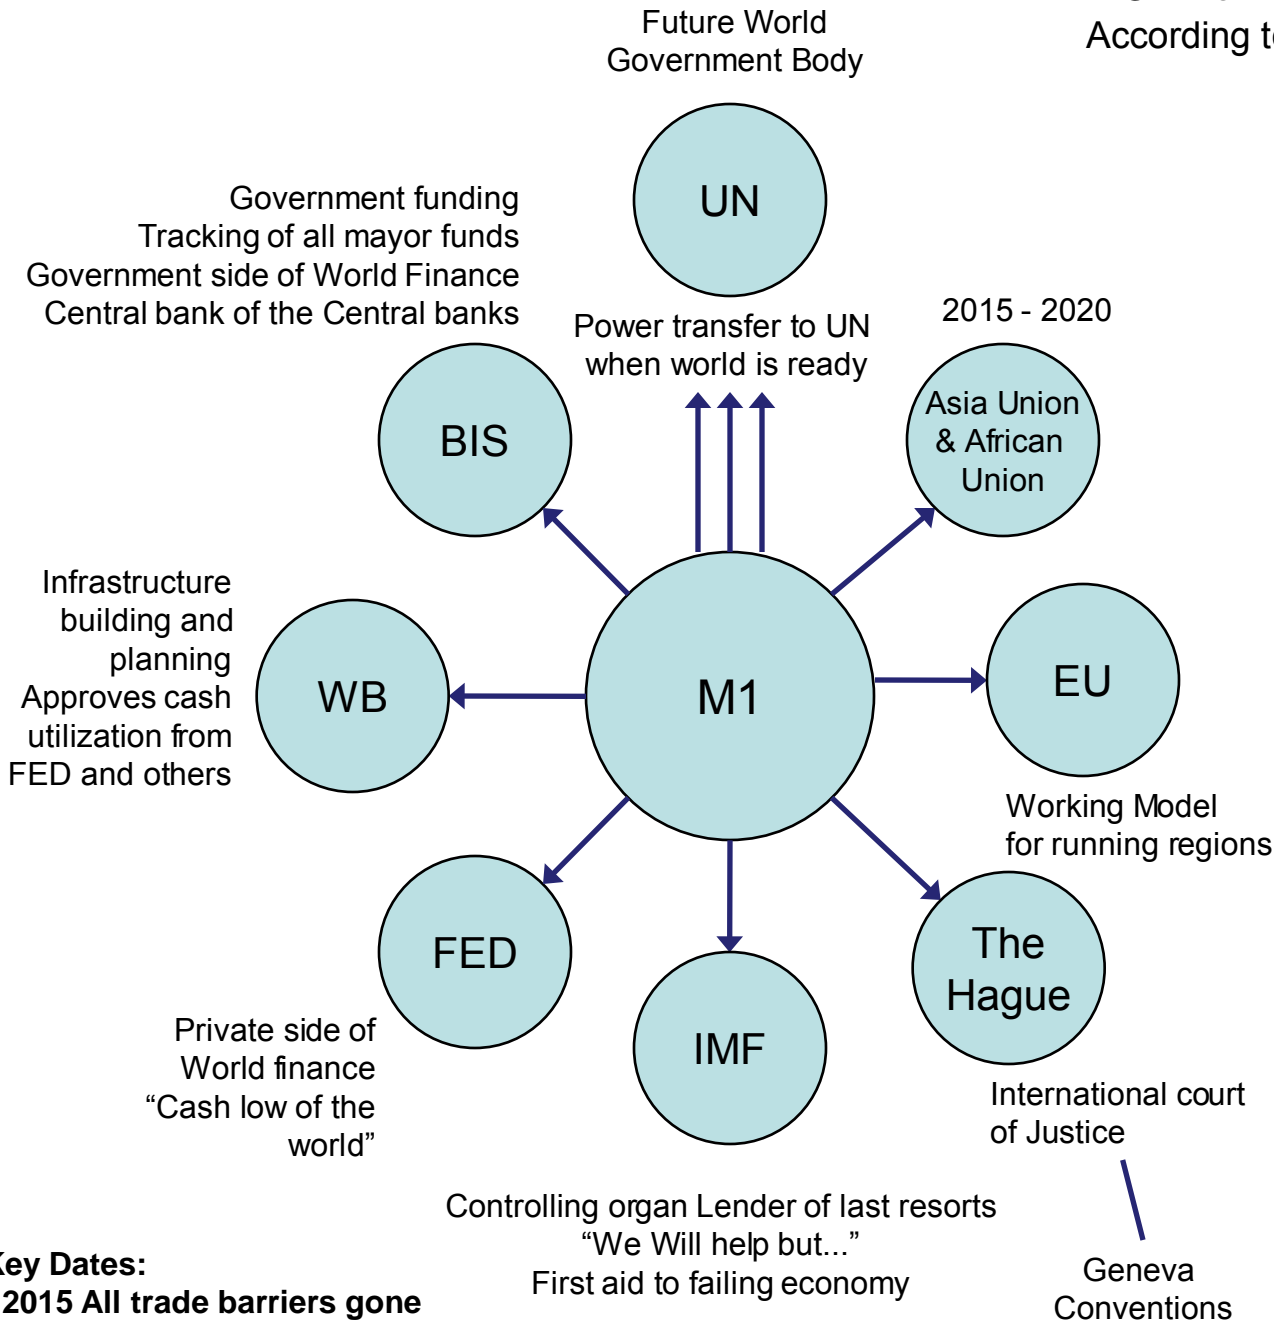 According to
Future World
Government Body
UN
Government funding
Tracking of all mayor funds
Government side of World Finance
Central bank of the Central banks
Power transfer to UN
when world is ready
2015 - 2020
BIS
Asia Union
& African
Union
Infrastructure
building and
planning
Approves cash
utilization from
FED and others
WB
M1
EU
Working Model
for running regions
FED
IMF
The
Hague
Private side of
World finance
“Cash low of the
world”
International court
of Justice
Controlling organ Lender of last resorts
“We Will help but...”
First aid to failing economy
Geneva
Conventions
Key Dates:
2015 All trade barriers gone